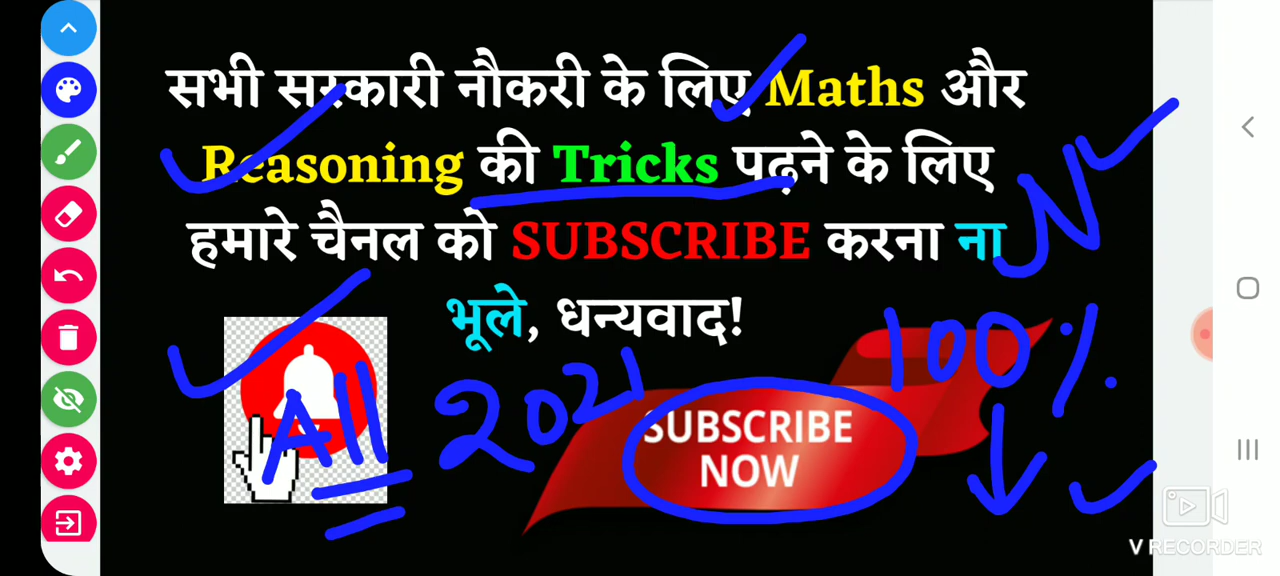 सभी सरकारी नौकरी के लिए Maths और
Reasoning की Tricks पढ़ने के लिए
हमारे चैनल को SUBSCRIBE करना ना
भूले, धन्यवाद!
N
100%
All
2021
SUBSCRIBE
NOW
V RECORDER